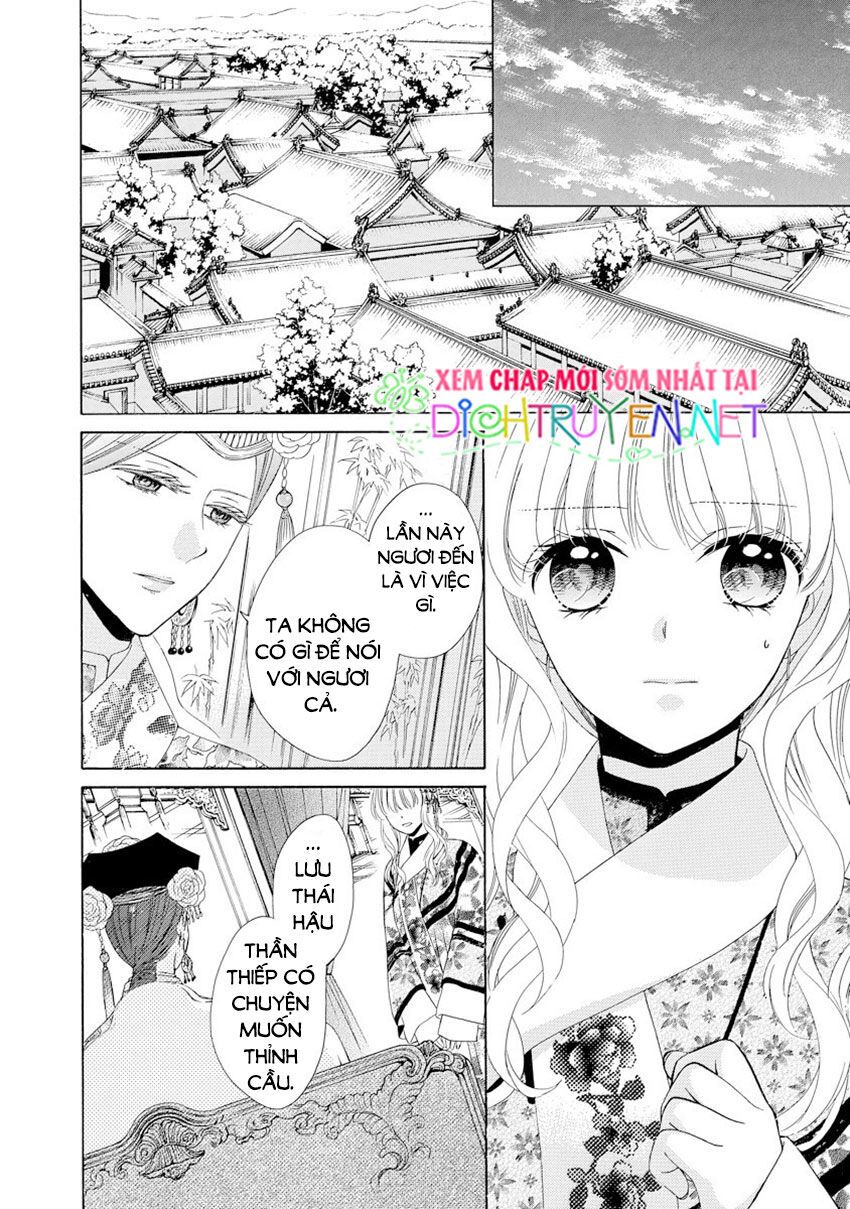 XEM CHAP MỚI SỚM NHẤT TẠI
DICHTRUYEN.NET
...
LẦN NÀY
NGƯƠI ĐẾN
LÀ VÌ VIỆC
GÌ.
TA KHÔNG
CÓ GÌ ĐỂ NÓI
VỚI NGƯƠI
CẢ.
...
LƯU
THÁI
HẬU
THẦN
THIẾP CÓ
CHUYỆN
MUỐN
THỈNH
CẦU.